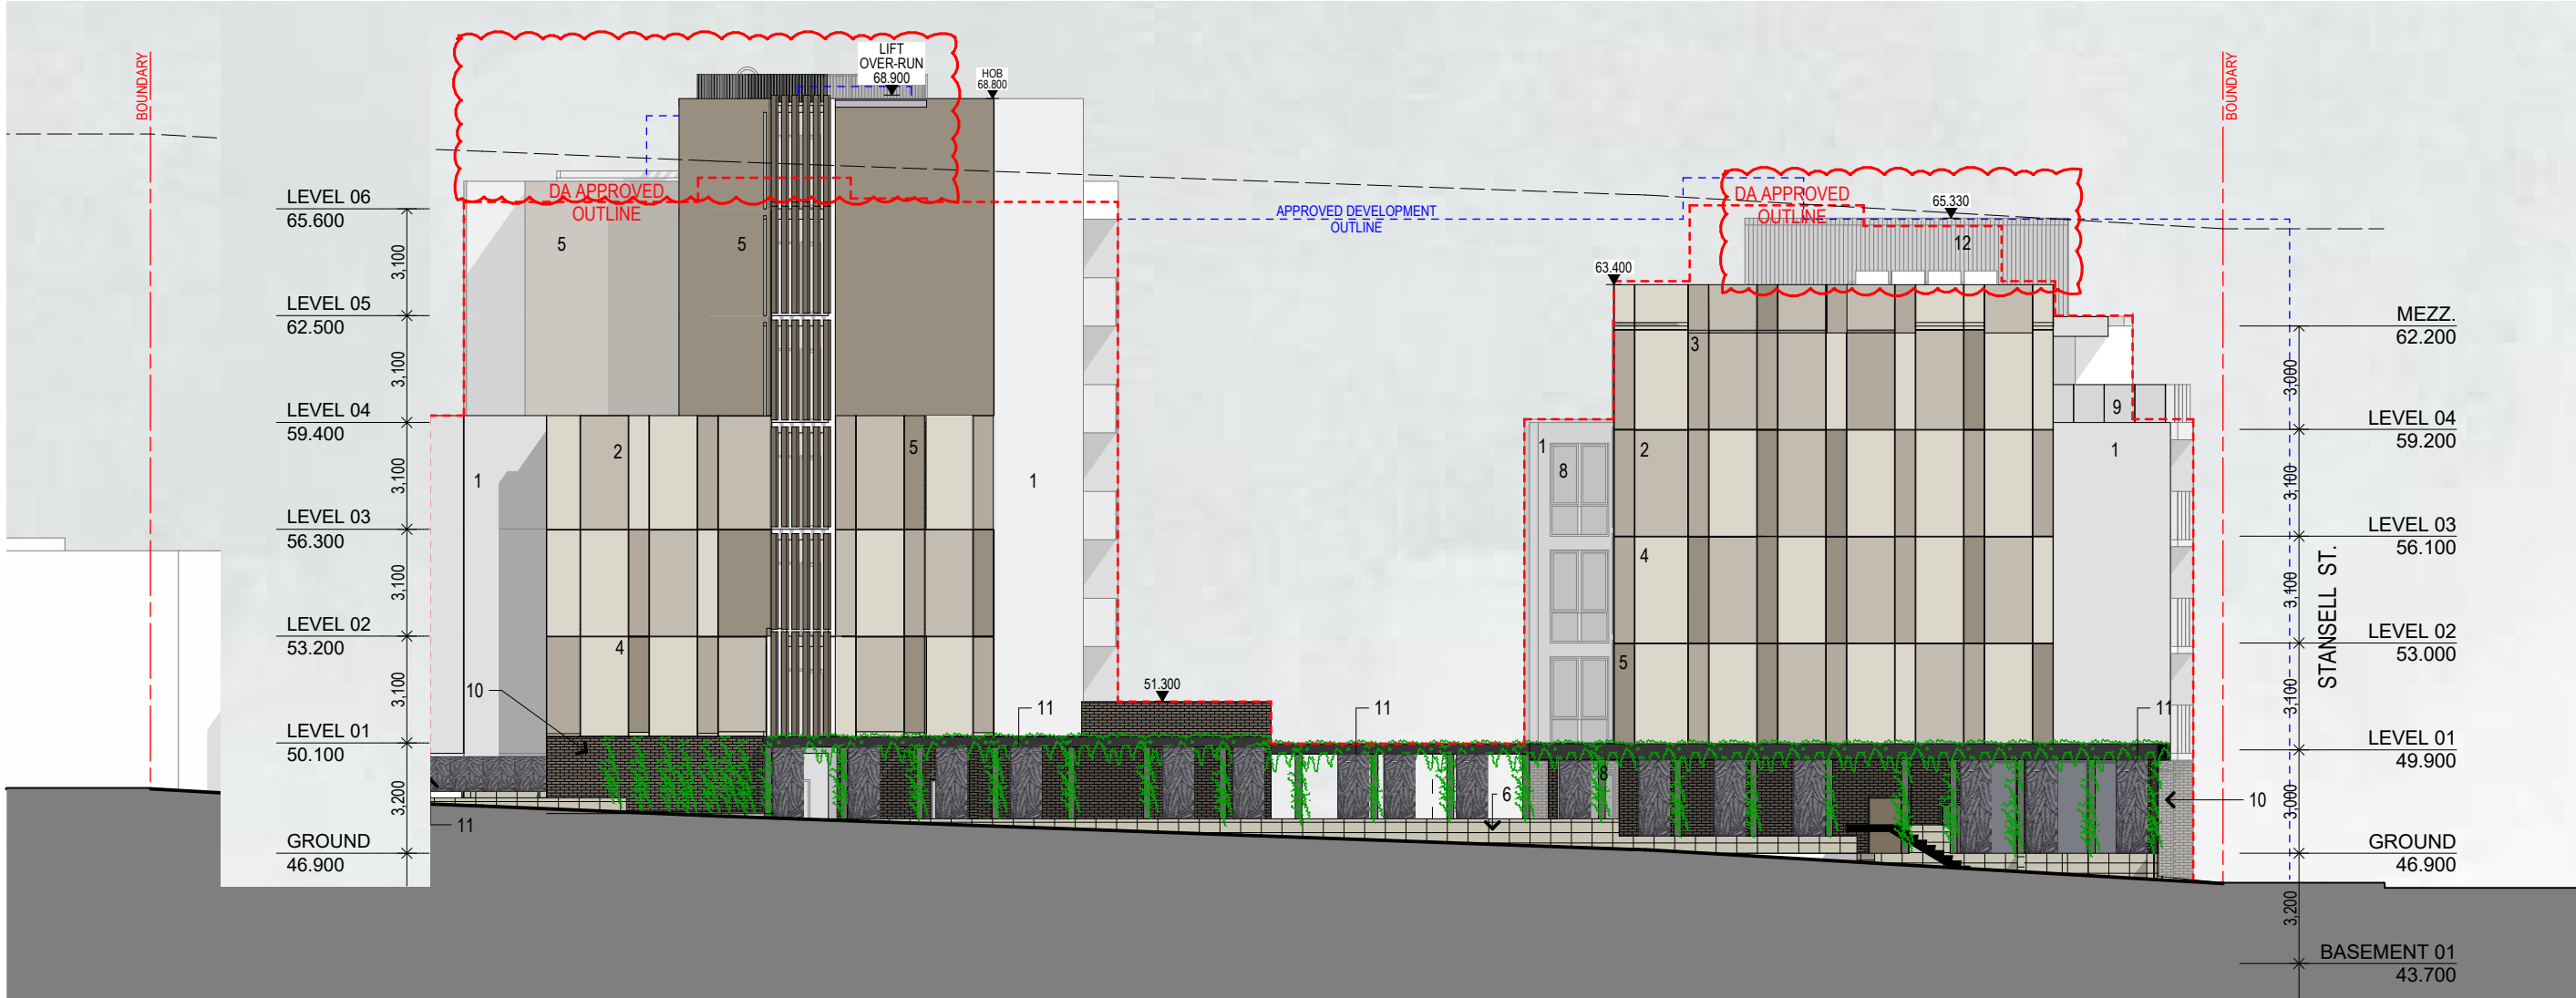 BOUNDARY
LIFT
OVER-RUN
68.900
HOB
68.800
BOUNDARY
DA APPROVED
OUTLINE
APPROVED DEVELOPMENT
OUTLINE
DA APPROVED
OUTLINE
65.330
12
63.400
LEVEL 06
65.600
3,100
LEVEL 05
62.500
3,100
LEVEL 04
59.400
3,100
LEVEL 03
56.300
3,100
LEVEL 02
53.200
3,100
LEVEL 01
50.100
3,200
GROUND
46.900
5
5
2
5
1
1
4
10
11
51.300
11
11
11
6
3
1
8
2
4
5
8
9
1
10
MEZZ.
62.200
3,000
LEVEL 04
59.200
3,100
LEVEL 03
56.100
3,100
LEVEL 02
53.000
3,100
LEVEL 01
49.900
3,000
GROUND
46.900
3,200
BASEMENT 01
43.700
STANSELL ST.